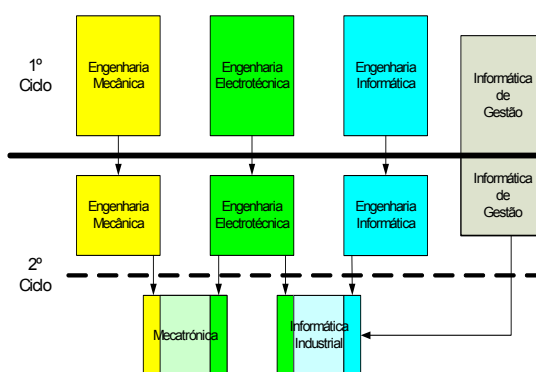 1º
Ciclo
Engenharia
Mecânica
Engenharia
Electrotécnica
Engenharia
Informática
Informática
de
Gestão
Engenharia
Mecânica
Engenharia
Electrotécnica
Engenharia
Informática
Informática
de
Gestão
2º
Ciclo
Mecatrónica
Informática
Industrial